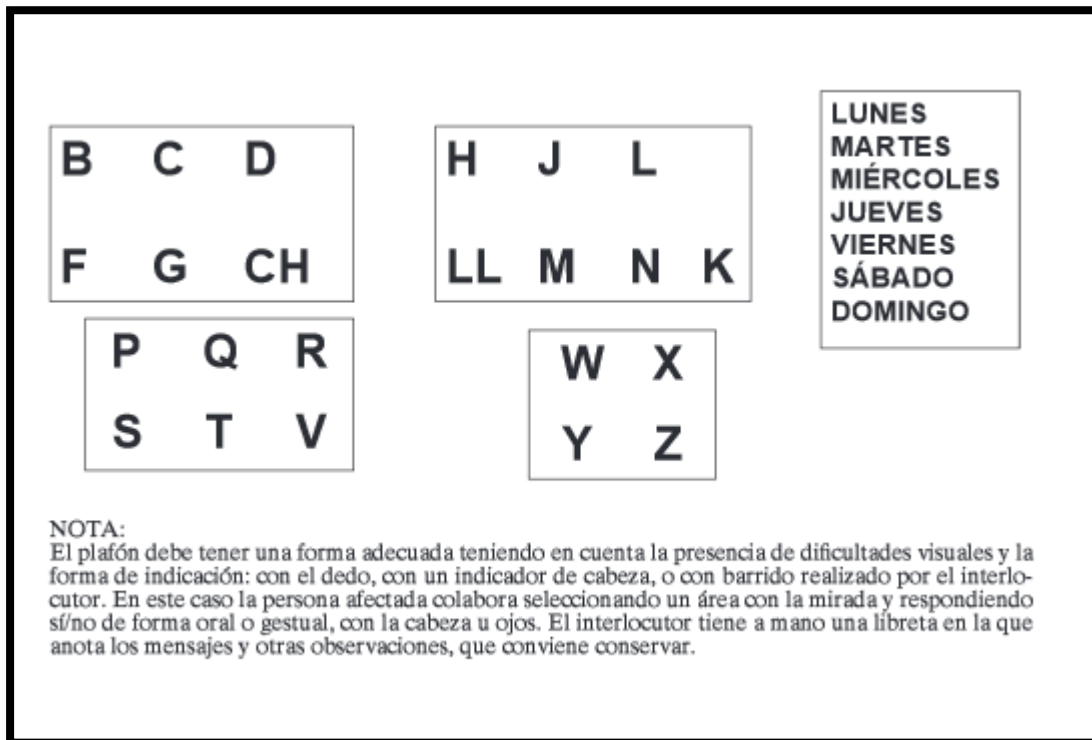 B C D
F G CH
H J L
LL M N K
LUNES
MARTES
MIÉRCOLES
JUEVES
VIERNES
SÁBADO
DOMINGO
P Q R
S T V
W X
Y Z
NOTA:
El plafón debe tener una forma adecuada teniendo en cuenta la presencia de dificultades visuales y la
forma de indicación: con el dedo, con un indicador de cabeza, o con barrido realizado por el interlo-
cutor. En este caso la persona afectada colabora seleccionando un área con la mirada y respondiendo
sí/no de forma oral o gestual, con la cabeza u ojos. El interlocutor tiene a mano una libreta en la que
anota los mensajes y otras observaciones, que conviene conservar.